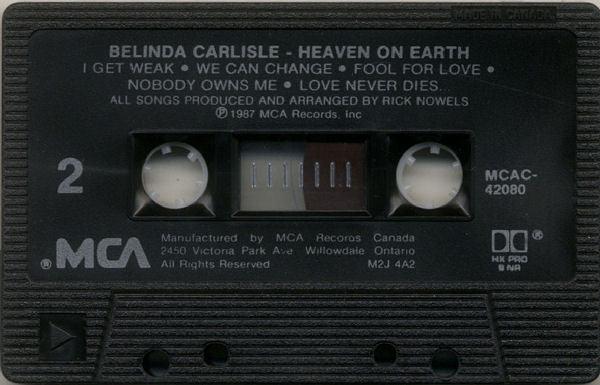 MADE IN CANADA
BELINDA CARLISLE - HEAVEN ON EARTH
I GET WEAK • WE CAN CHANGE • FOOL FOR LOVE •
NOBODY OWNS ME • LOVE NEVER DIES..
ALL SONGS PRODUCED AND ARRANGED BY RICK NOWELS
℗1987 MCA Records, Inc
2
MCAC-
42080
®MCA
Manufactured by MCA Records Canada
2450 Victoria Park Ave Willowdale Ontario
All Rights Reserved M2J 4A2
®
HX PRO
B NR